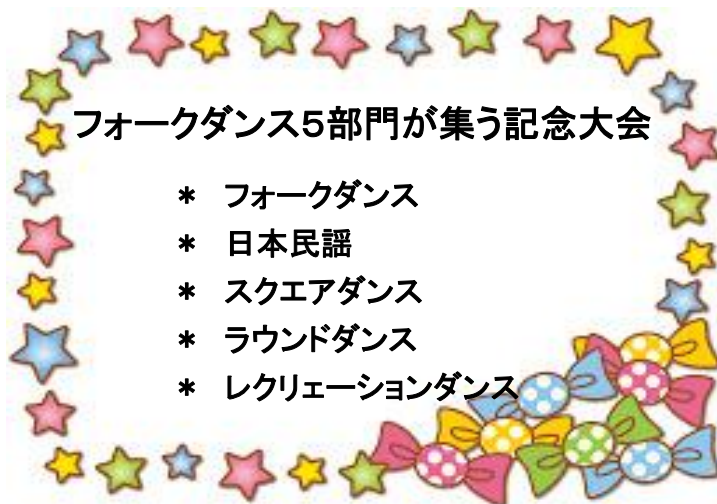 フォークダンス5部門が集う記念大会
* フォークダンス
* 日本民謡
* スクエアダンス
* ラウンドダンス
* レクリェーションダンス